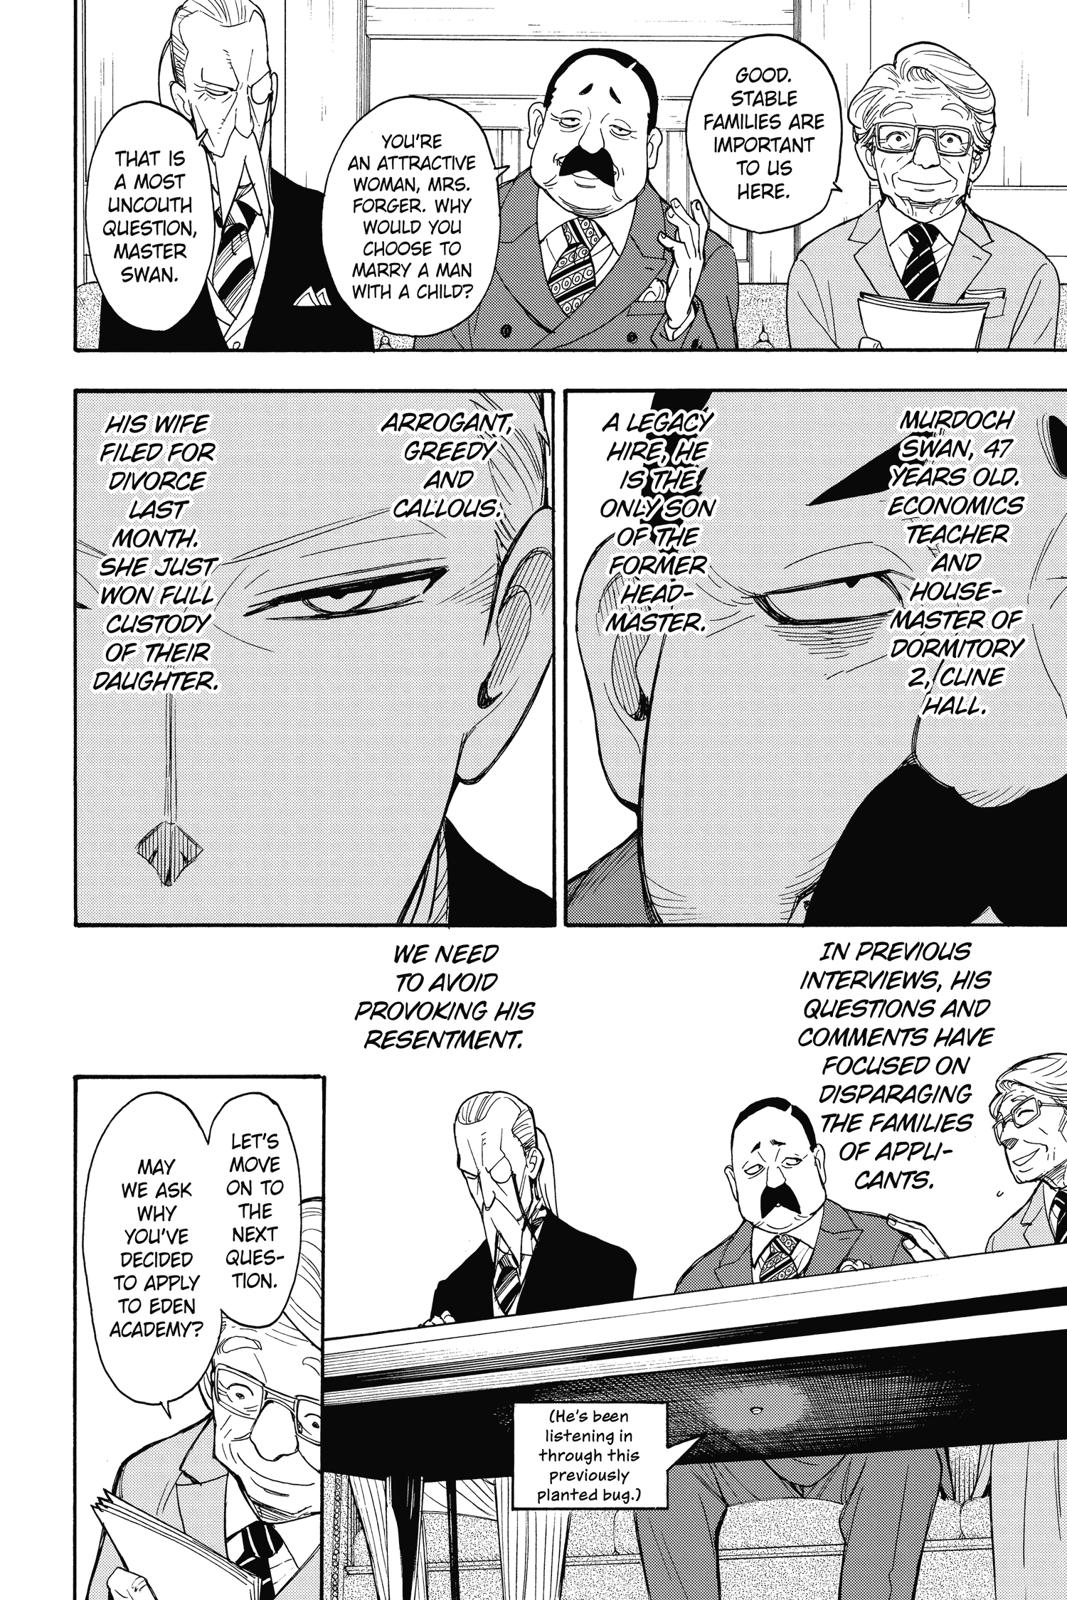 GOOD.
STABLE
FAMILIES ARE
IMPORTANT
TO US
HERE.
YOU'RE
AN ATTRACTIVE
WOMAN, MRS.
FORGER. WHY
WOULD YOU
CHOOSE TO
MARRY A MAN
WITH A CHILD?
THAT IS
A MOST
UNCOUTH
QUESTION,
MASTER
SWAN.
MURDOCH
SWAN, 47
YEARS OLD.
ECONOMICS
TEACHER
AND
HOUSE-
MASTER OF
DORMITORY
2, CLINE
HALL.
A LEGACY
HIRE, HE
IS THE
ONLY SON
OF THE
FORMER
HEAD-
MASTER.
ARROGANT,
GREEDY
AND
CALLOUS.
HIS WIFE
FILED FOR
DIVORCE
LAST
MONTH.
SHE JUST
WON FULL
CUSTODY
OF THEIR
DAUGHTER.
IN PREVIOUS
INTERVIEWS, HIS
QUESTIONS AND
COMMENTS HAVE
FOCUSED ON
DISPARAGING
THE FAMILIES
OF APPLI-
CANTS.
WE NEED
TO AVOID
PROVOKING HIS
RESENTMENT.
(He's been
listening in
through this
previously
planted bug.)
LET'S
MOVE
ON TO
THE
NEXT
QUES-
TION.
MAY
WE ASK
WHY
YOU'VE
DECIDED
TO APPLY
TO EDEN
ACADEMY?